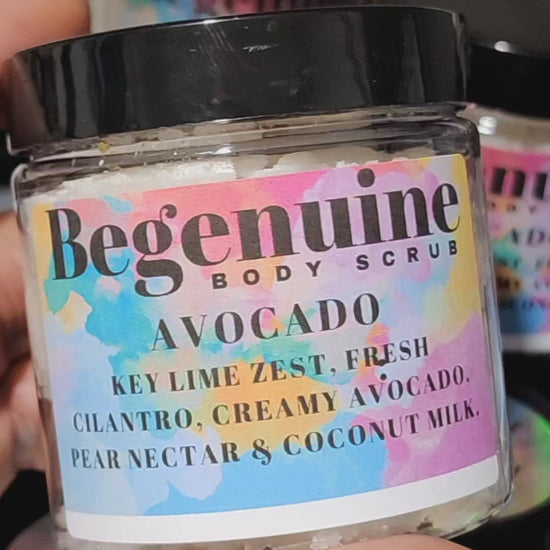 Begenuine
BODY SCRUB
AVOCADO
KEY LIME ZEST, FRESH
CILANTRO, CREAMY AVOCADO,
PEAR NECTAR & COCONUT MILK.